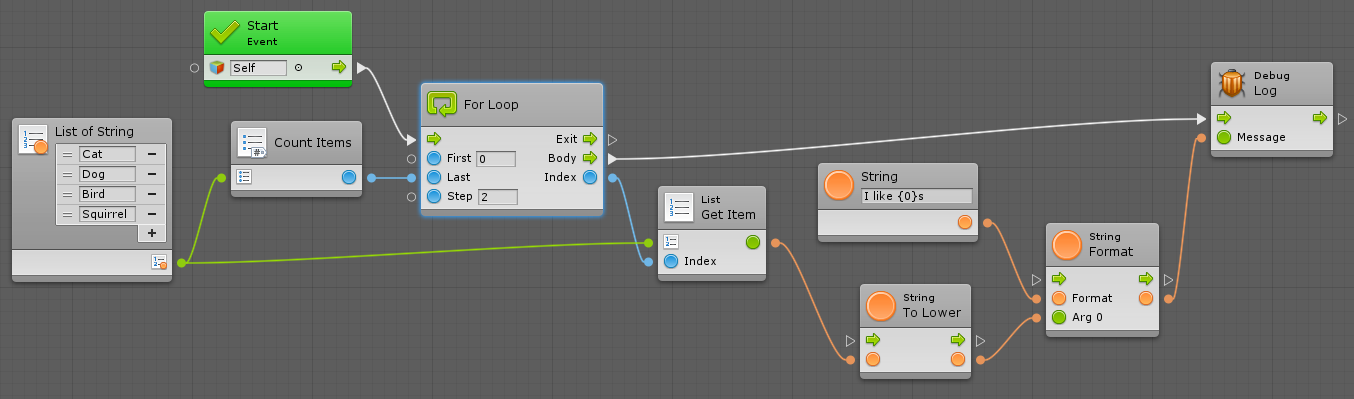 Start
Event
Self
List of String
Cat
Dog
Bird
Squirrel
Count Items
For Loop
Exit
First 0
Body
Last
Index
Step 2
List
Get Item
Index
String
I like {0}s
String
To Lower
String
Format
Format
Arg 0
Debug
Log
Message